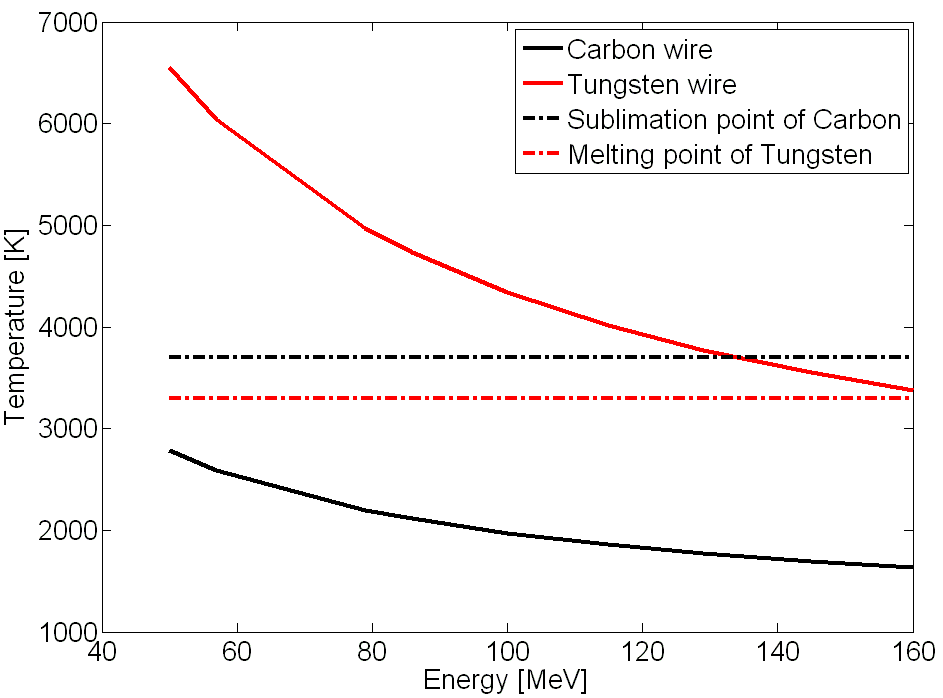 7000
6000
5000
4000
3000
2000
1000
Temperature [K]
Carbon wire
Tungsten wire
Sublimation point of Carbon
Melting point of Tungsten
40 60 80 100 120 140 160
Energy [MeV]